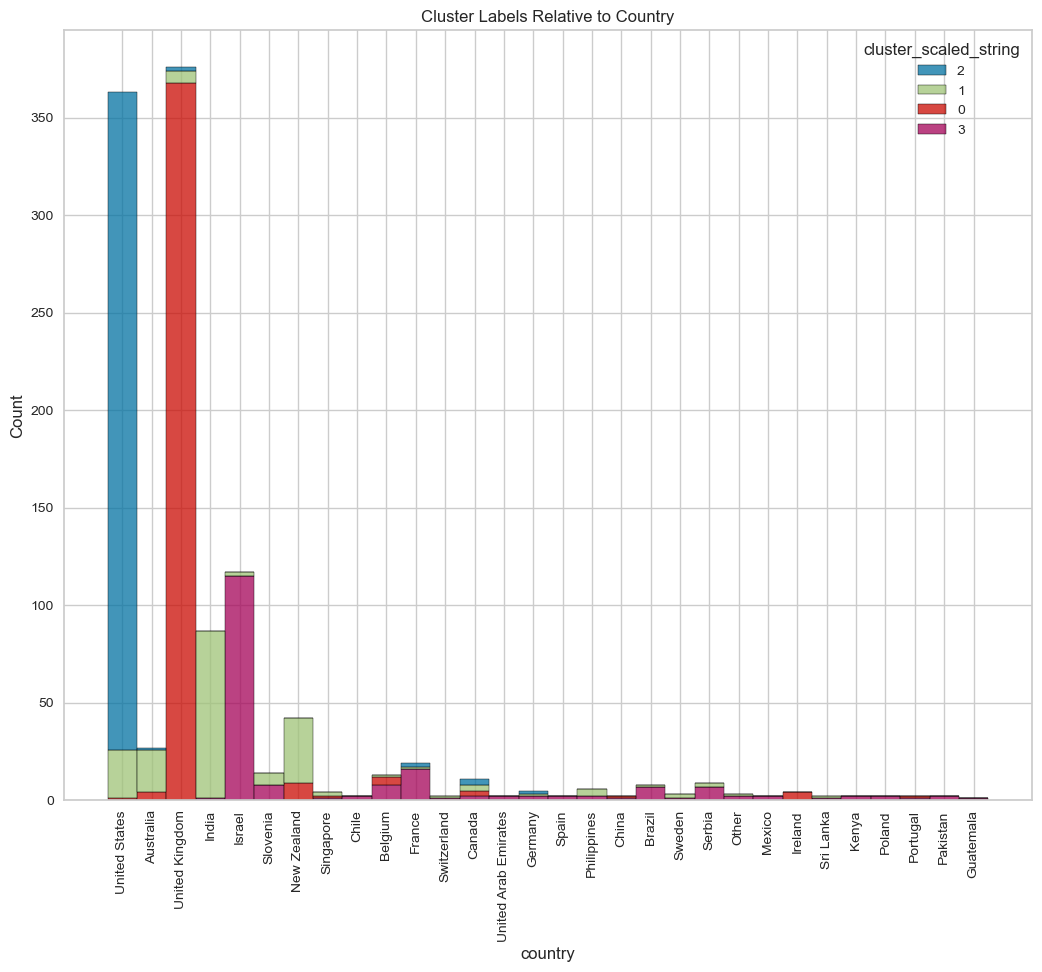 Cluster Labels Relative to Country
cluster_scaled_string
2
1
0
3
Count
350
300
250
200
150
100
50
0
United States
Australia
United Kingdom
India
Israel
Slovenia
New Zealand
Singapore
Chile
Belgium
France
Switzerland
Canada
United Arab Emirates
Germany
Spain
Philippines
China
Brazil
Sweden
Serbia
Other
Mexico
Ireland
Sri Lanka
Kenya
Poland
Portugal
Pakistan
Guatemala
country